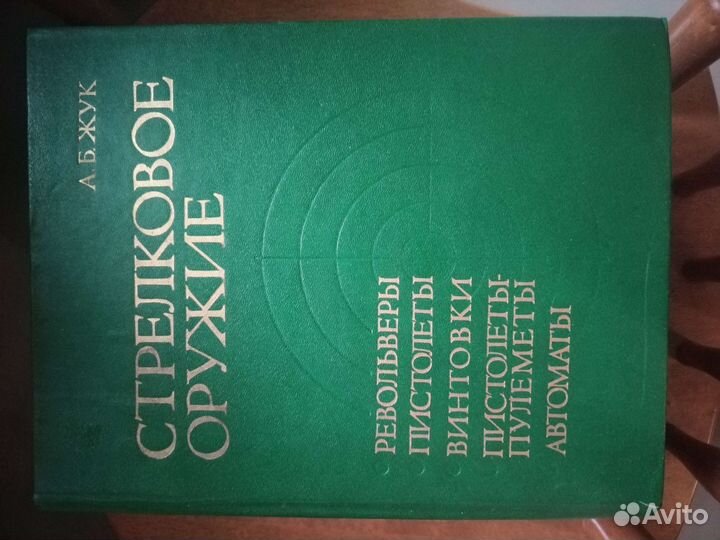 А. Б. ЖУК
СТРЕЛКОВОЕ
ОРУЖИЕ
РЕВОЛЬВЕРЫ
ПИСТОЛЕТЫ
ВИНТОВКИ
ПИСТОЛЕТЫ-
ПУЛЕМЕТЫ
АВТОМАТЫ
Avito